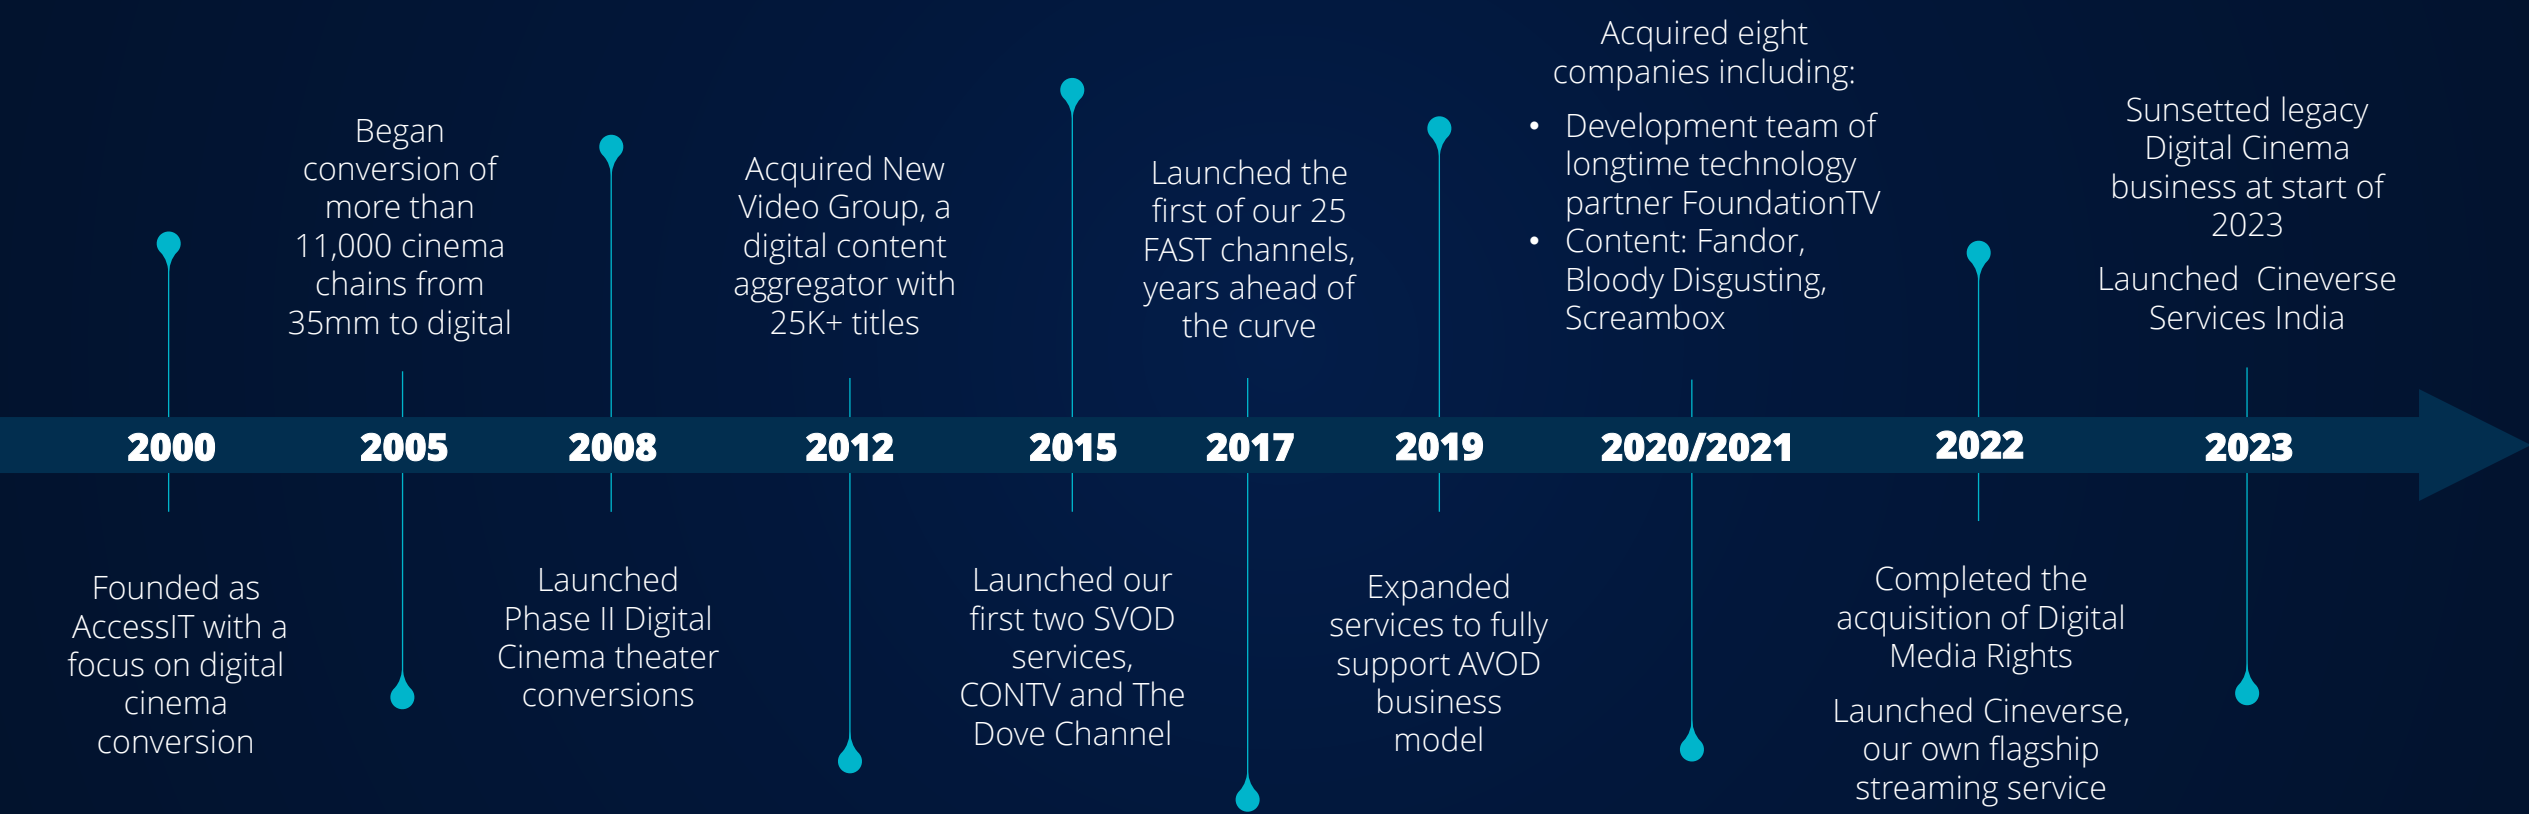 2000
Founded as
AccessIT with a
focus on digital
cinema
conversion
Began
conversion of
more than
11,000 cinema
chains from
35mm to digital
2005
2008
Launched
Phase II Digital
Cinema theater
conversions
Acquired New
Video Group, a
digital content
aggregator with
25K+ titles
2012
2015
Launched our
first two SVOD
services,
CONTV and The
Dove Channel
Launched the
first of our 25
FAST channels,
years ahead of
the curve
2017
2019
Expanded
services to fully
support AVOD
business
model
Acquired eight
companies including:
• Development team of
longtime technology
partner FoundationTV
• Content: Fandor,
Bloody Disgusting,
Screambox
2020/2021
2022
Completed the
acquisition of Digital
Media Rights
Launched Cineverse,
our own flagship
streaming service
Sunsetted legacy
Digital Cinema
business at start of
2023
Launched  Cineverse
Services India
2023